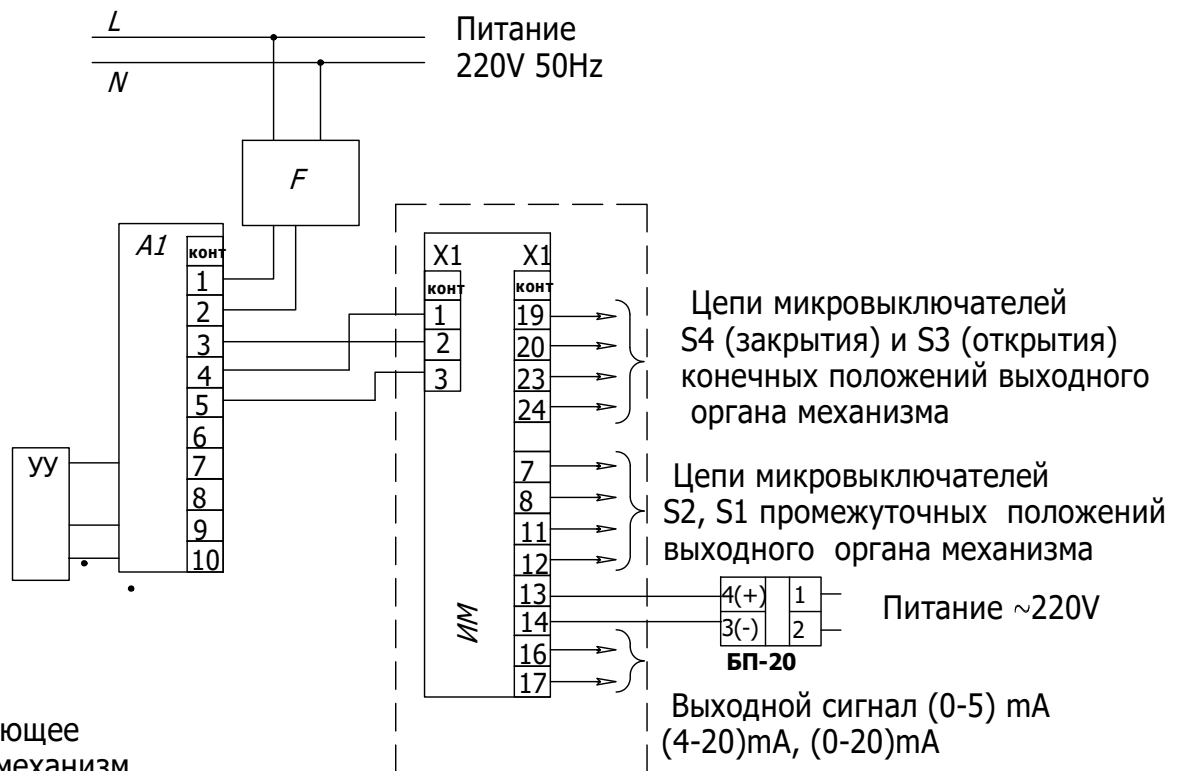 L
Питание
220V 50Hz
N
F
A1
конт
1
2
3
4
5
6
7
8
9
10
УУ
X1
X1
конт
конт
1
2
3
19
20
23
24
7
8
11
12
13
14
16
17
ИМ
Цепи микровыключателей
S4 (закрытия) и S3 (открытия)
конечных положений выходного
органа механизма
Цепи микровыключателей
S2, S1 промежуточных положений
выходного органа механизма
4(+)
1
3(-)
2
БП-20
Питание ~220V
Выходной сигнал (0-5) mA
(4-20)mA, (0-20)mA
ющее
механизм